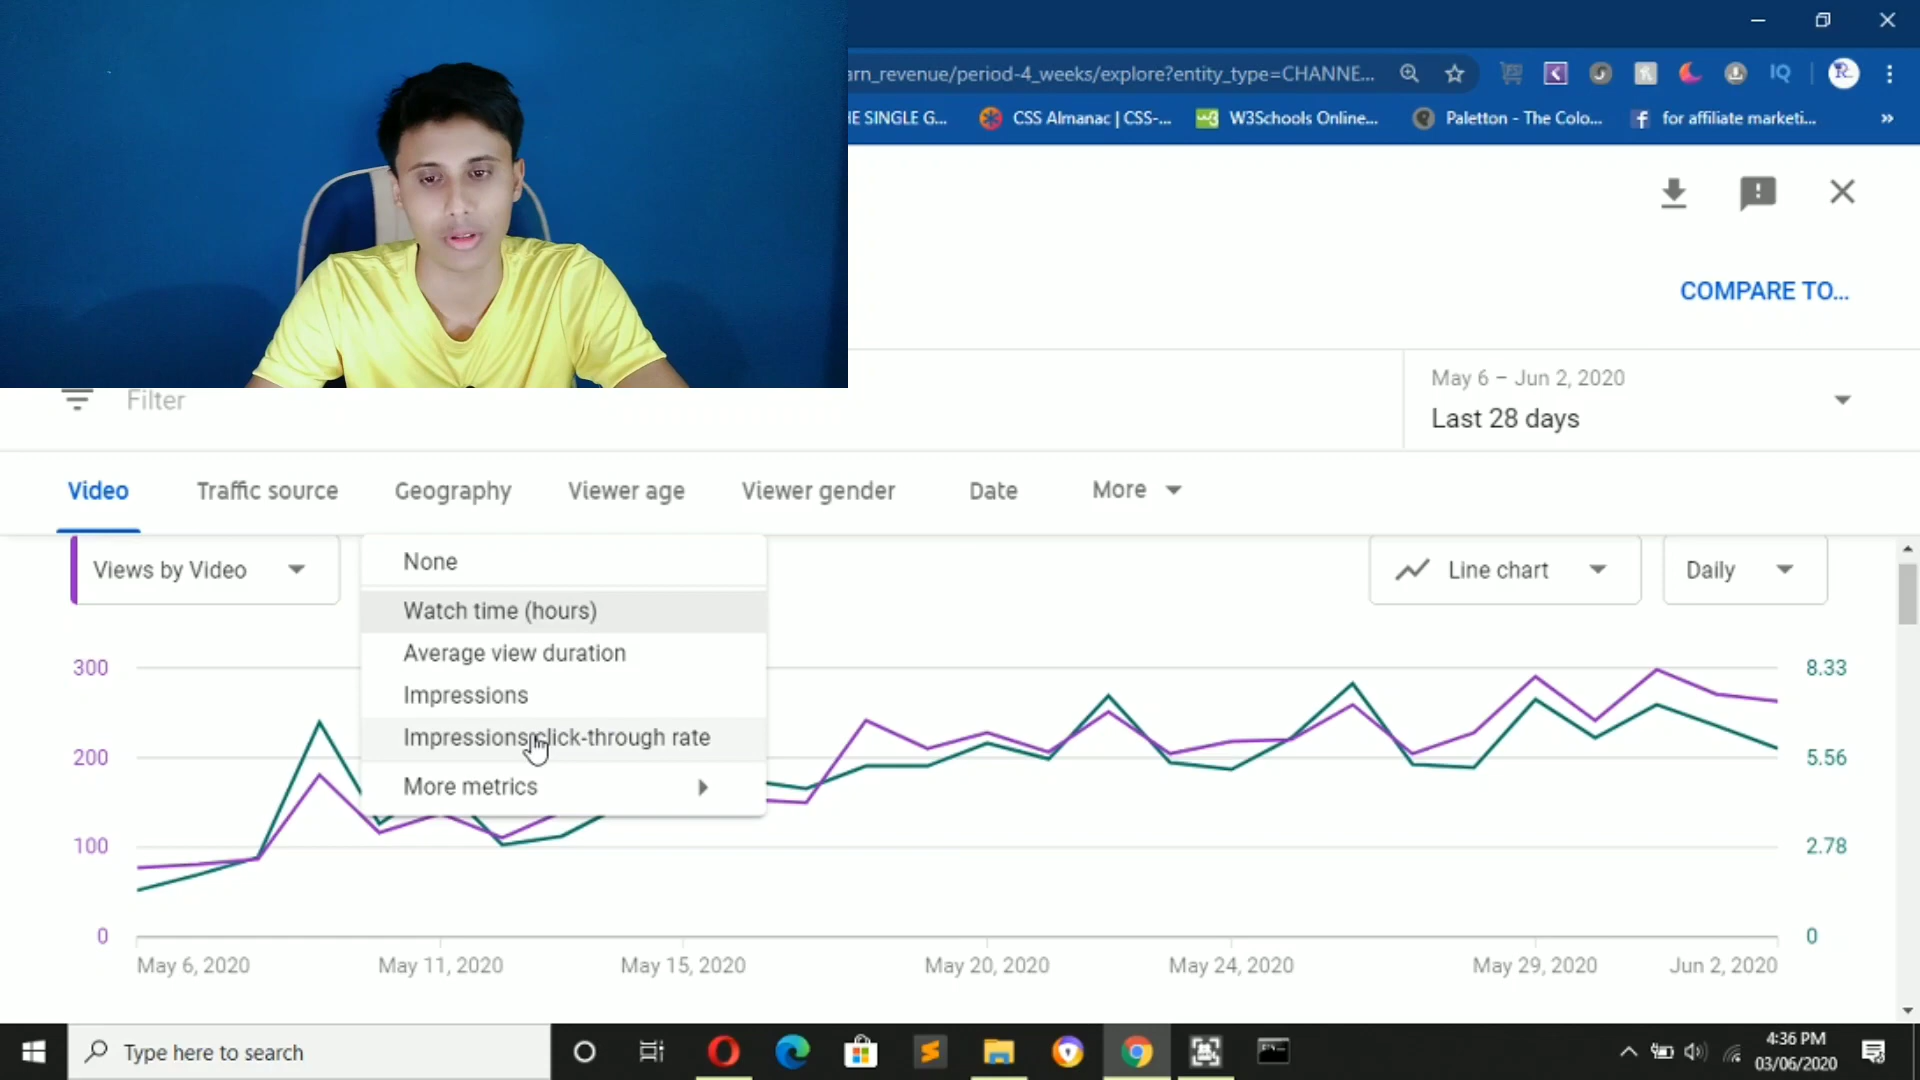 arn_revenue/period-4_weeks/explore?entity_type=CHANNE...
IQ
HE SINGLE G...
CSS Almanac | CSS-...
W3Schools Online...
Paletton - The Colo...
for affiliate marketi...
»
COMPARE TO...
Filter
May 6 – Jun 2, 2020
Last 28 days
Video
Traffic source
Geography
Viewer age
Viewer gender
Date
More
Views by Video
None
Watch time (hours)
Average view duration
Impressions
Impressions click-through rate
More metrics
Line chart
Daily
300
200
100
0
8.33
5.56
2.78
0
May 6, 2020
May 11, 2020
May 15, 2020
May 20, 2020
May 24, 2020
May 29, 2020
Jun 2, 2020
Type here to search
4:36 PM
03/06/2020